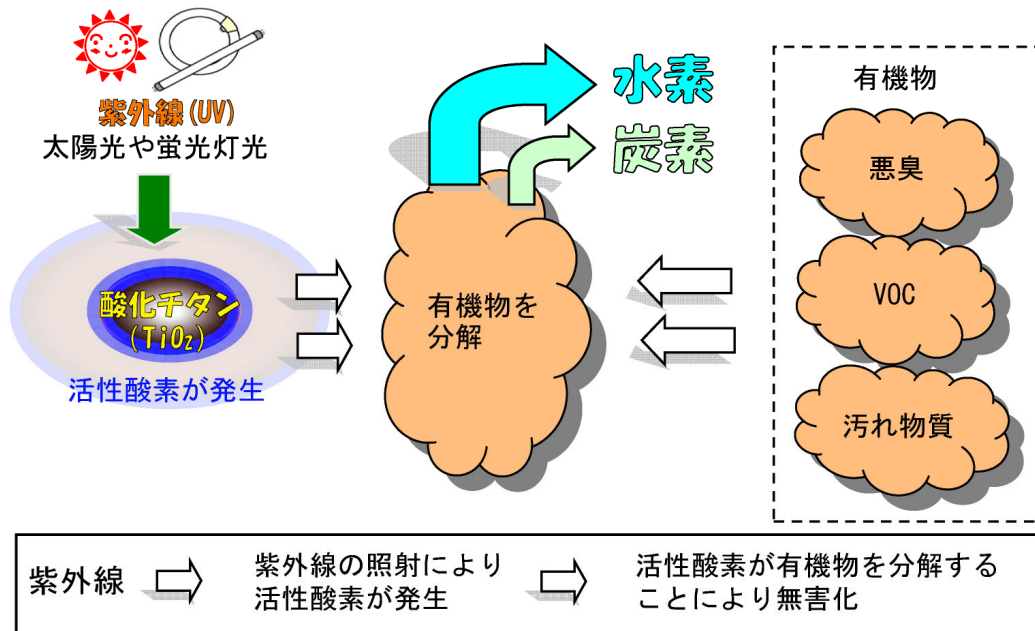 紫外線(UV)
太陽光や蛍光灯光
酸化チタン
(TiO₂)
活性酸素が発生
有機物を
分解
水素
炭素
有機物
悪臭
VOC
汚れ物質
紫外線
紫外線の照射により
活性酸素が発生
活性酸素が有機物を分解する
ことにより無害化